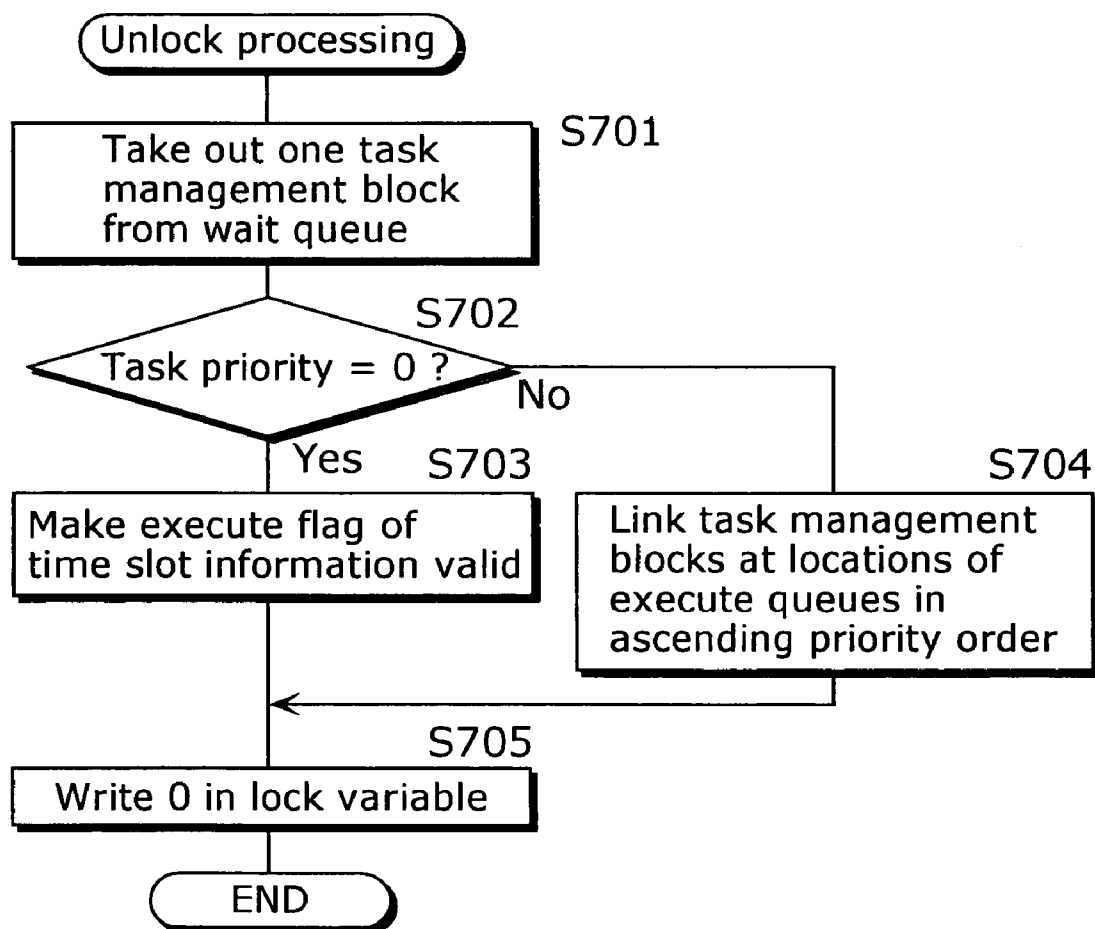 Unlock processing
S701
Take out one task
management block
from wait queue
S702
Task priority = 0 ?
No
Yes
S703
Make execute flag of
time slot information valid
S704
Link task management
blocks at locations of
execute queues in
ascending priority order
S705
Write 0 in lock variable
END